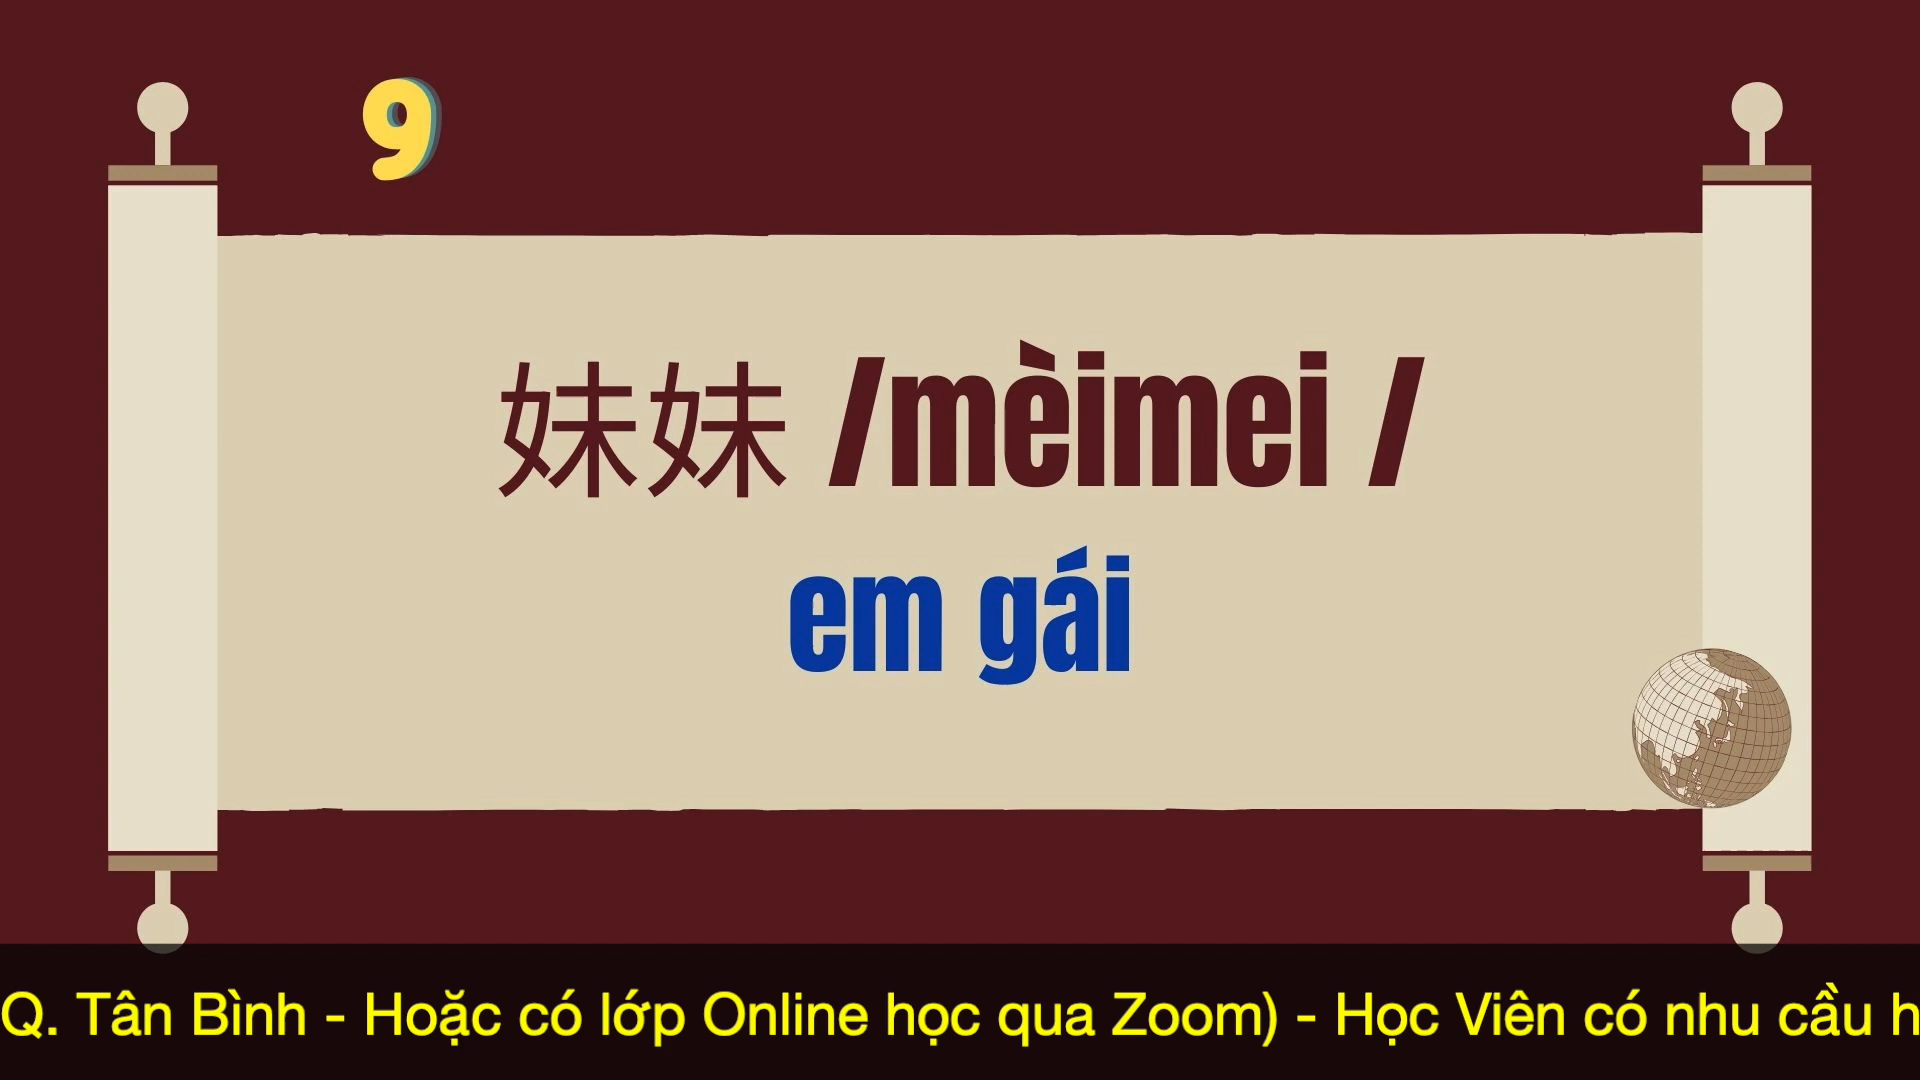 9
妹妹 /mèimei /
em gái
Q. Tân Bình - Hoặc có lớp Online học qua Zoom) - Học Viên có nhu cầu h